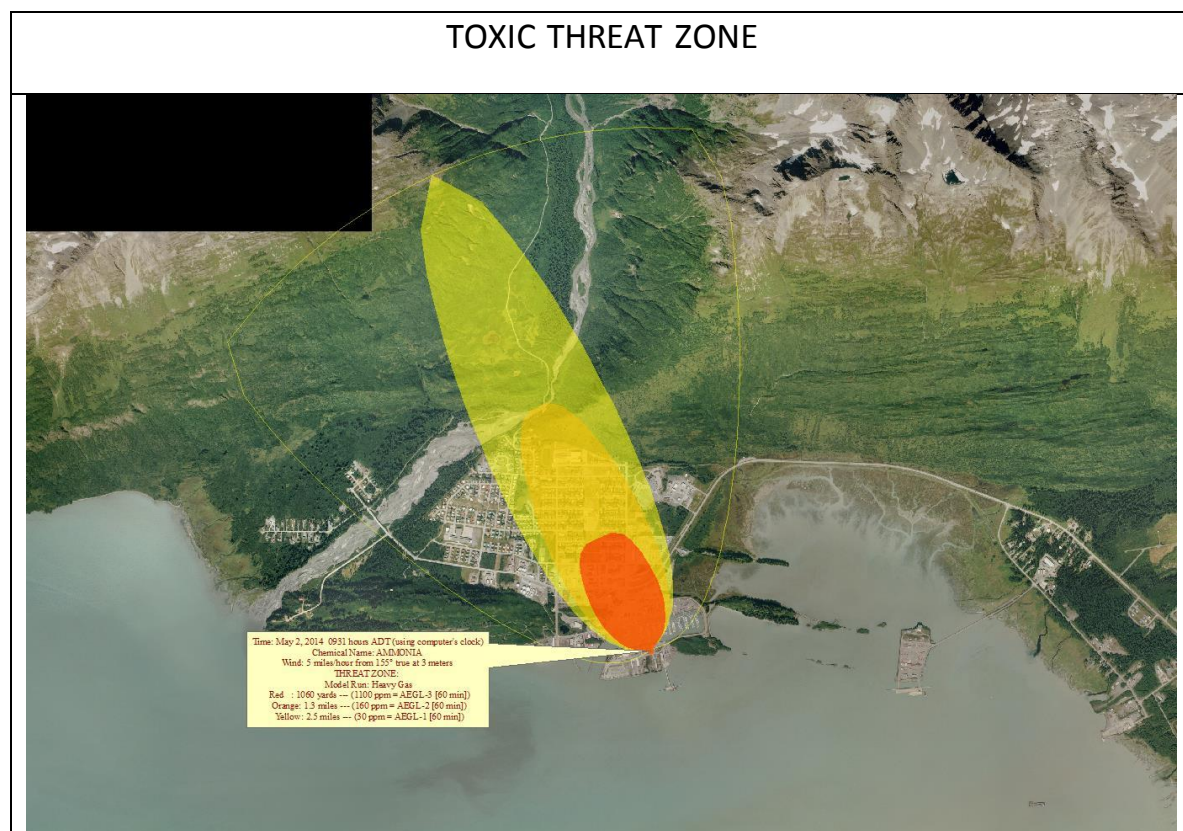 TOXIC THREAT ZONE
Time: May 2, 2014 0931 hours ADT (using computer's clock)
Chemical Name: AMMONIA
Wind: 5 miles/hour from 155° true at 3 meters
THREAT ZONE:
Model Run: Heavy Gas
Red : 1060 yards --- (1100 ppm = AEGL-3 [60 min])
Orange: 1.3 miles --- (160 ppm = AEGL-2 [60 min])
Yellow: 2.5 miles --- (30 ppm = AEGL-1 [60 min])